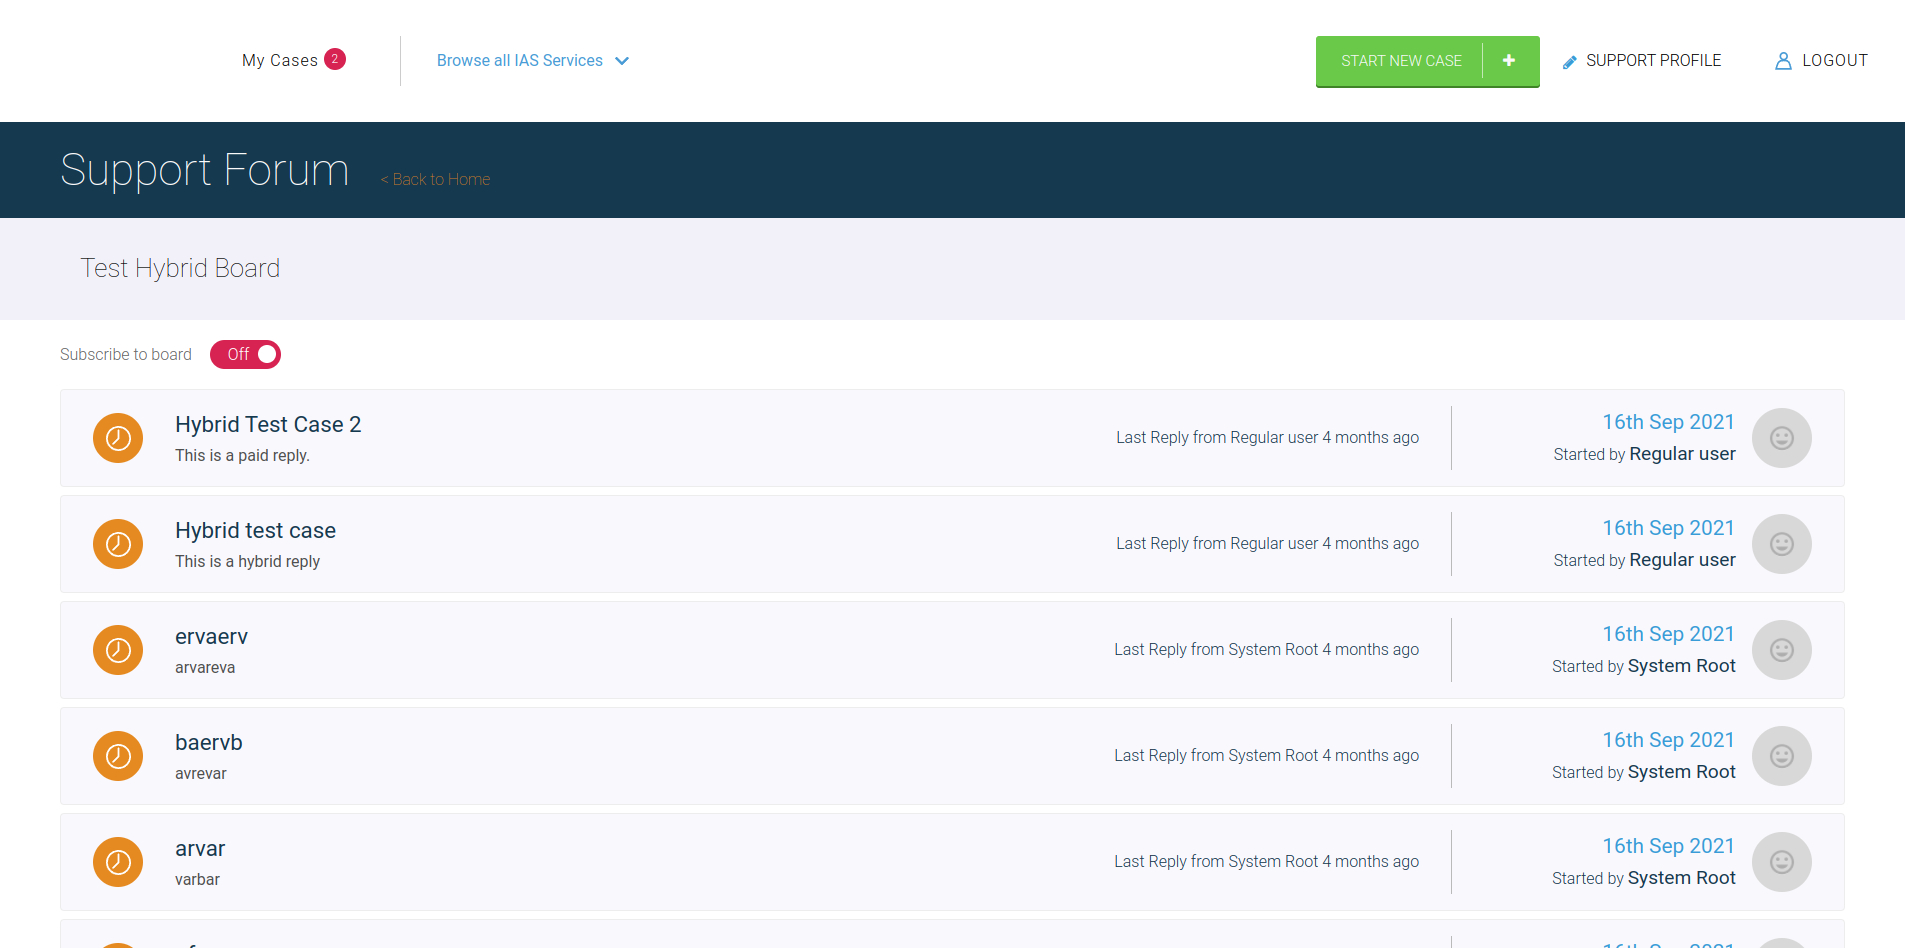 My Cases 2
Browse all IAS Services
START NEW CASE
SUPPORT PROFILE
LOGOUT
Support Forum
< Back to Home
Test Hybrid Board
Subscribe to board
Off
Hybrid Test Case 2
This is a paid reply.
Last Reply from Regular user 4 months ago
16th Sep 2021
Started by Regular user
Hybrid test case
This is a hybrid reply
Last Reply from Regular user 4 months ago
16th Sep 2021
Started by Regular user
ervaerv
arvareva
Last Reply from System Root 4 months ago
16th Sep 2021
Started by System Root
baervb
avrevar
Last Reply from System Root 4 months ago
16th Sep 2021
Started by System Root
arvar
varbar
Last Reply from System Root 4 months ago
16th Sep 2021
Started by System Root
16th Sep 2021